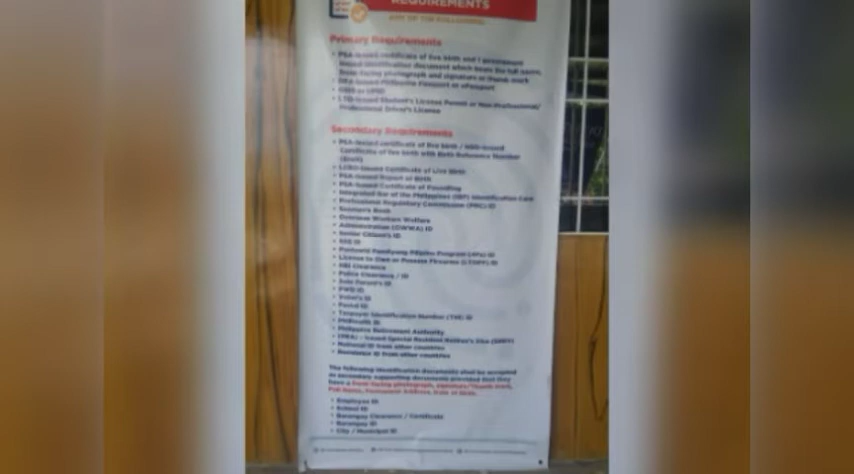 REQUIREMENTS
ANY OF THE FOLLOWING:
Primary Requirements
• PSA-issued certificate of live birth and 1 government
issued identification document which bears the full name,
front-facing photograph and signature or thumb mark
• DFA-issued Philippine Passport or ePassport
• GSIS or UMID
• LTO-issued Student's License Permit or Non-Professional/
Professional Driver's License
Secondary Requirements
• PSA-issued certificate of live birth / NSO-issued
Certificate of live birth with Birth Reference Number
(BreN)
• LCRO-issued Certificate of Live Birth
• PSA-issued Report of Birth
• PSA-issued Certificate of Foundling
• Integrated Bar of the Philippines (IBP) Identification Card
• Professional Regulatory Commission (PRC) ID
• Seaman's Book
• Overseas Workers Welfare
• Administration (OWWA) ID
• Senior Citizen's ID
• SSS ID
• Pantawid Pamilyang Pilipino Program (4Ps) ID
• License to Own or Possess Firearms (LTOPF) ID
• NBI Clearance
• Police Clearance / ID
• Solo Parent's ID
• PWD ID
• Voter's ID
• Postal ID
• Taxpayer Identification Number (TIN) ID
• PhilHealth ID
• Philippine Retirement Authority
• (PRA) - issued Special Resident Retiree's Visa (SRRV)
• National ID from other countries
• Residence ID from other countries
The following identification documents shall be accepted
as secondary supporting documents provided that they
have a front-facing photograph, signature/thumb mark,
Full Name, Permanent Address, Date of Birth.
• Employee ID
• School ID
• Barangay Clearance / Certificate
• Barangay ID
• City / Municipal ID